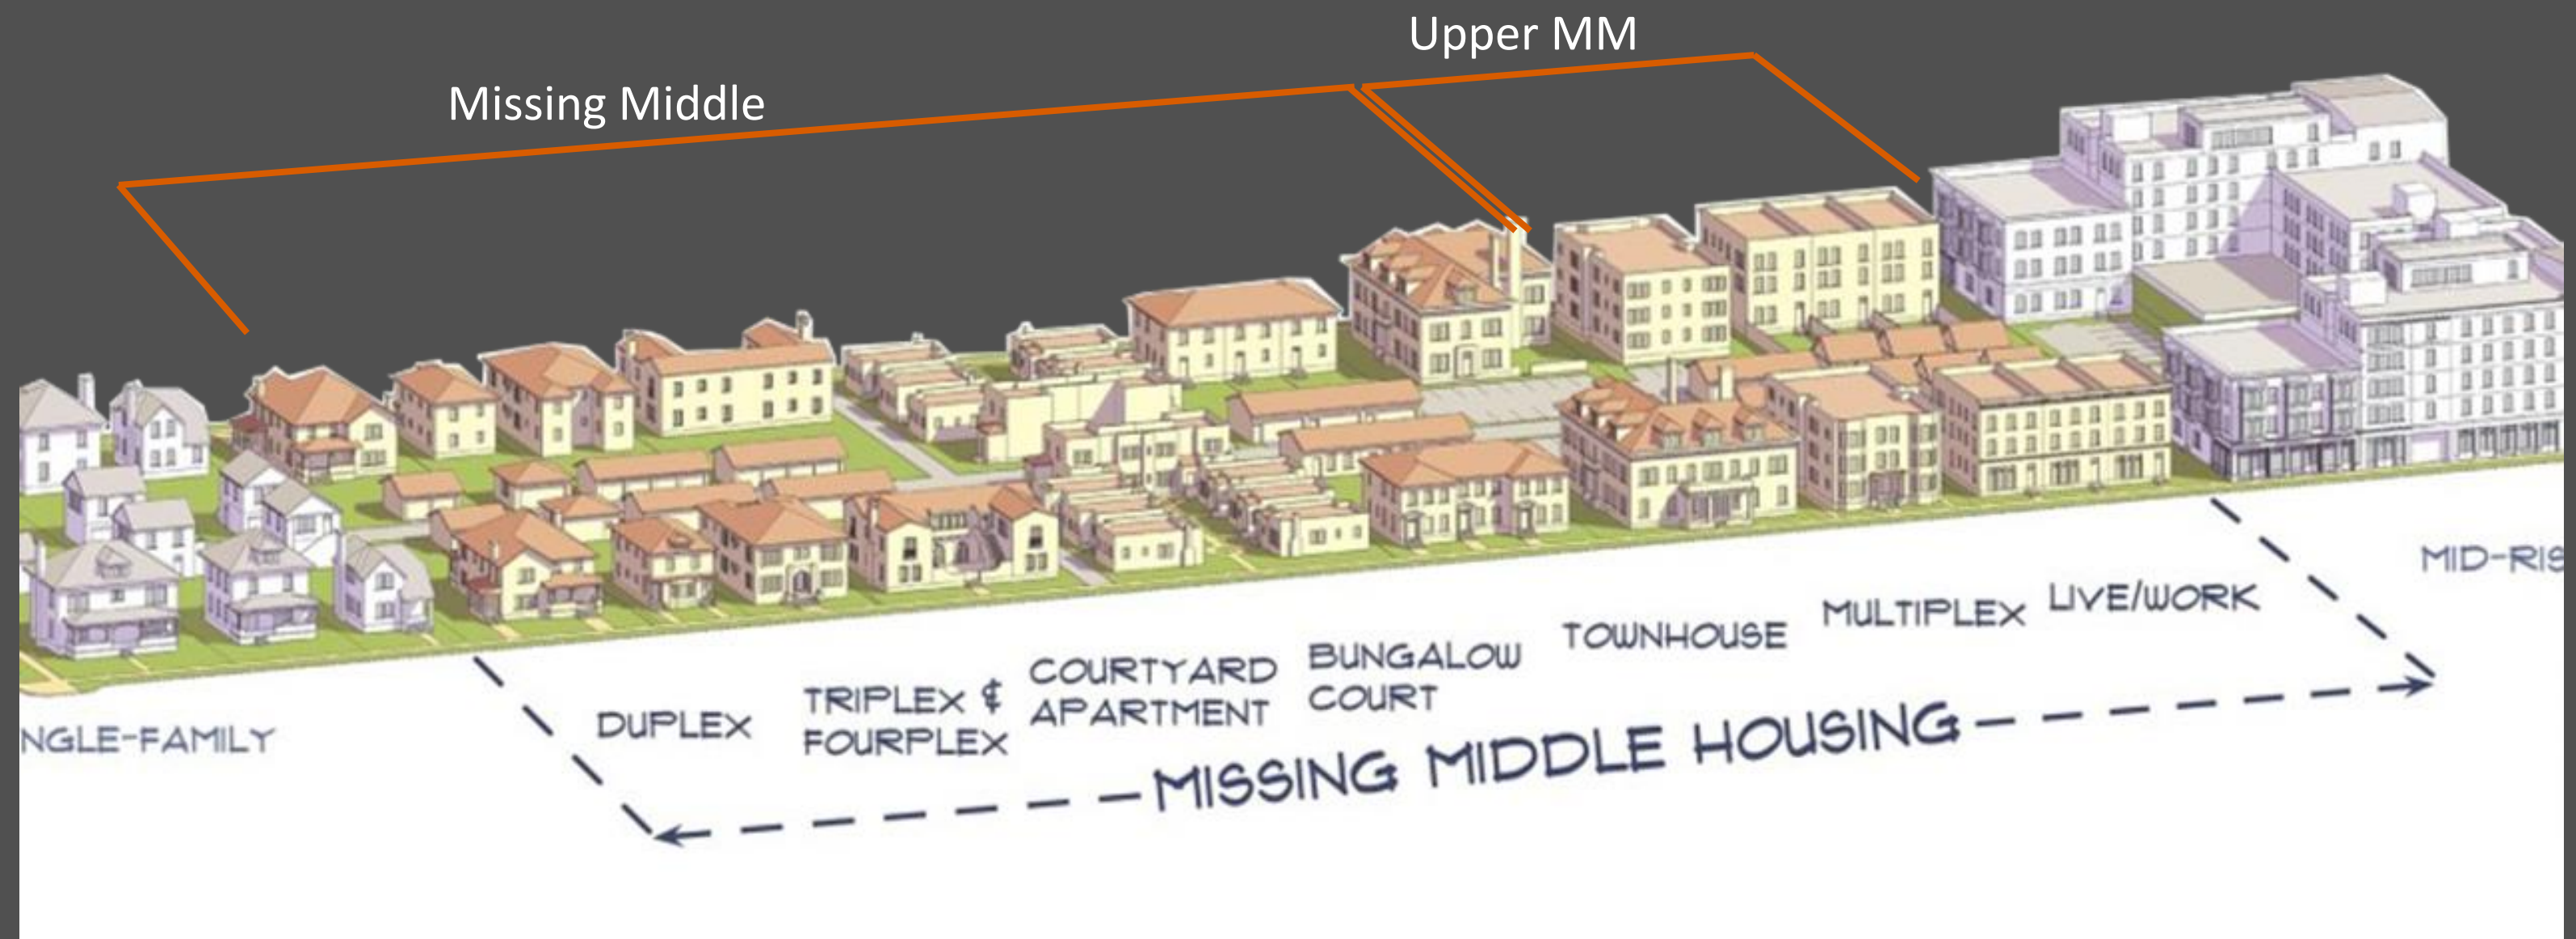 Upper MM
Missing Middle
MID-RIS
LIVE/WORK
MULTIPLEX
TOWNHOUSE
BUNGALOW
COURT
COURTYARD
APARTMENT
TRIPLEX &
FOURPLEX
DUPLEX
NGLE-FAMILY
MISSING MIDDLE HOUSING